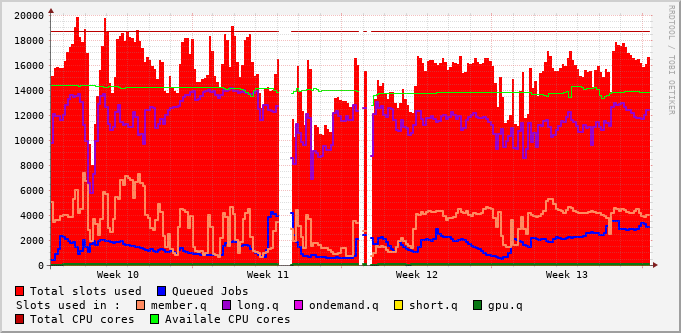 RRDTOOL / TOBI OETIKER
20000
18000
16000
14000
12000
10000
8000
6000
4000
2000
0
Week 10 Week 11 Week 12 Week 13
Total slots used Queued Jobs
Slots used in : member.q long.q ondemand.q short.q gpu.q
Total CPU cores Availale CPU cores